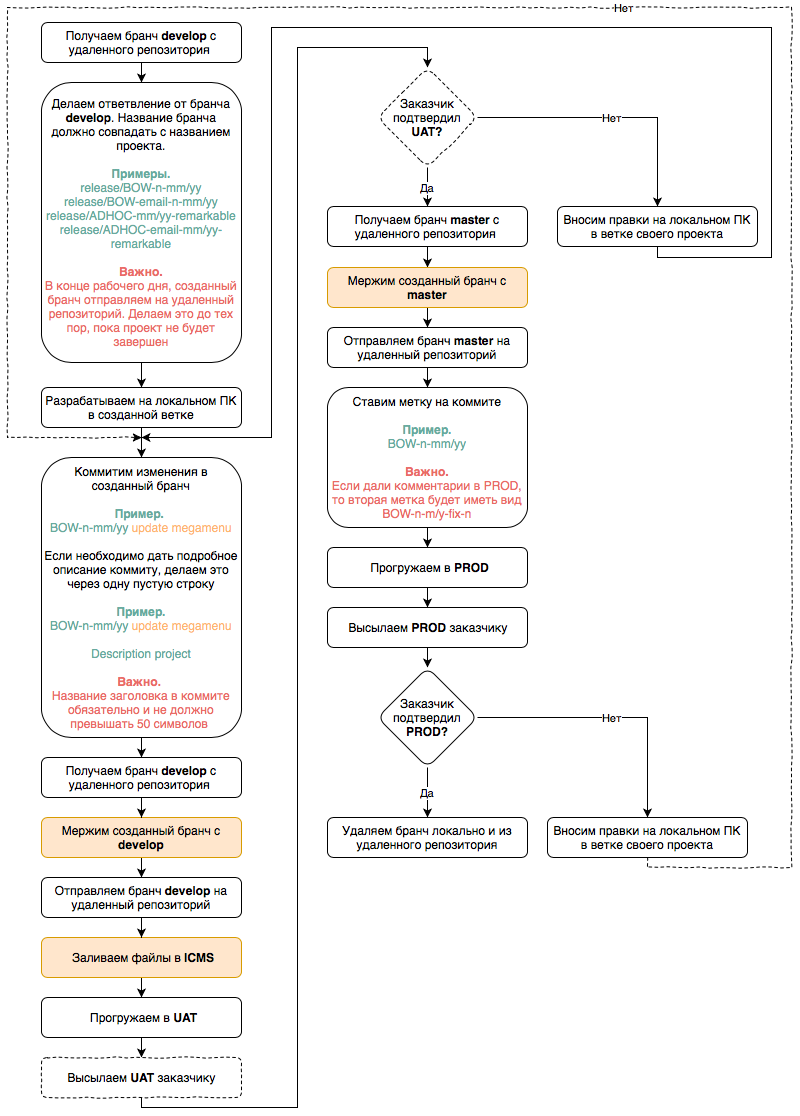 Нет
Получаем бранч develop с
удаленного репозитория
Делаем ответвление от бранча
develop. Название бранча
должно совпадать с названием
проекта.
Примеры.
release/BOW-n-mm/yy
release/BOW-email-n-mm/yy
release/ADHOC-mm/yy-remarkable
release/ADHOC-email-mm/yy-
remarkable
Важно.
В конце рабочего дня, созданный
бранч отправляем на удаленный
репозиторий. Делаем это до тех
пор, пока проект не будет
завершен
Разрабатываем на локальном ПК
в созданной ветке
Коммитим изменения в
созданный бранч
Пример.
BOW-n-mm/yy update megamenu
Если необходимо дать подробное
описание коммиту, делаем это
через одну пустую строку
Пример.
BOW-n-mm/yy update megamenu
Description project
Важно.
Название заголовка в коммите
обязательно и не должно
превышать 50 символов
Получаем бранч develop с
удаленного репозитория
Мержим созданный бранч с
develop
Отправляем бранч develop на
удаленный репозиторий
Заливаем файлы в ICMS
Прогружаем в UAT
Высылаем UAT заказчику
Заказчик
подтвердил
UAT?
Нет
Да
Вносим правки на локальном ПК
в ветке своего проекта
Получаем бранч master с
удаленного репозитория
Мержим созданный бранч с
master
Отправляем бранч master на
удаленный репозиторий
Ставим метку на коммите
Пример.
BOW-n-mm/yy
Важно.
Если дали комментарии в PROD,
то вторая метка будет иметь вид
BOW-n-m/y-fix-n
Прогружаем в PROD
Высылаем PROD заказчику
Заказчик
подтвердил
PROD?
Нет
Да
Удаляем бранч локально и из
удаленного репозитория
Вносим правки на локальном ПК
в ветке своего проекта